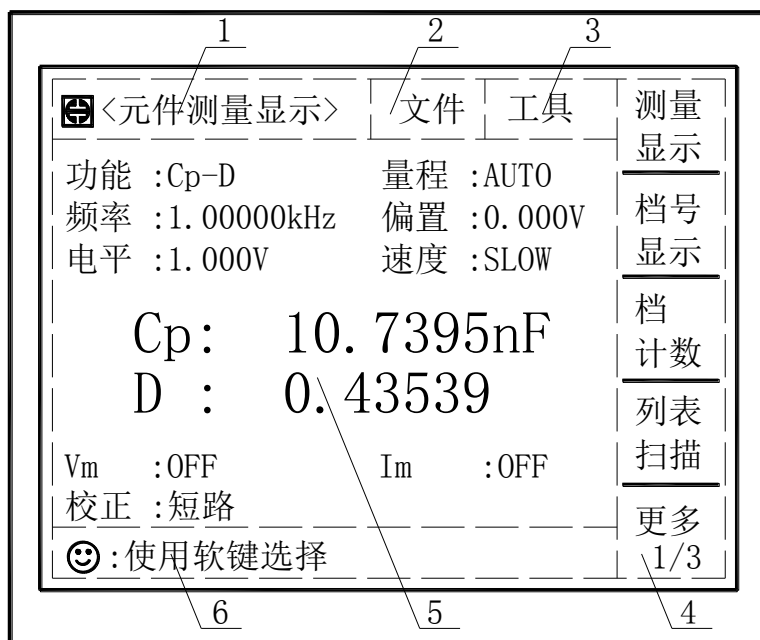 1 2 3
<元件测量显示> 文件 工具
测量
显示
功能 :Cp-D 量程 :AUTO
频率 :1.00000kHz 偏置 :0.000V
电平 :1.000V 速度 :SLOW
档号
显示
Cp: 10.7395nF
D : 0.43539
档
计数
列表
扫描
Vm :OFF Im :OFF
校正 :短路
更多
1/3
:使用软键选择
6 5 4